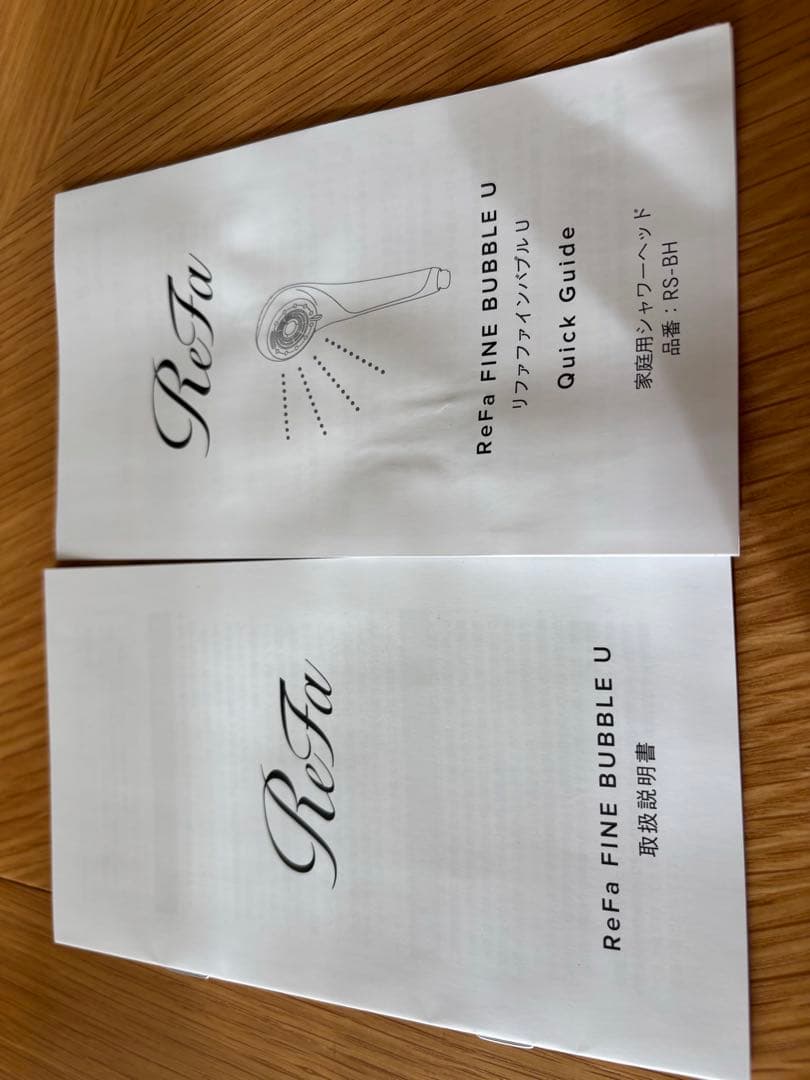 ReFa
ReFa FINE BUBBLE U
リファファインバブル U
Quick Guide
家庭用シャワーヘッド
品番：RS-BH
ReFa
ReFa FINE BUBBLE U
取扱説明書